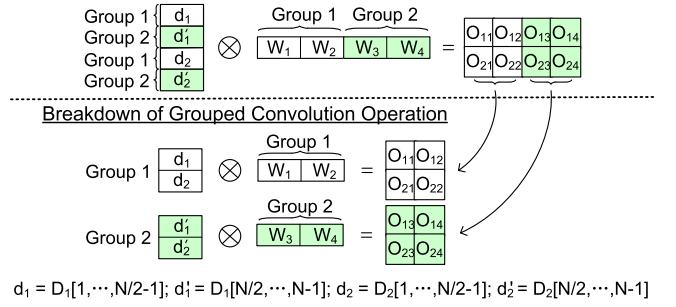 Group 1 Group 2
Group 1 d₁
Group 2 d′₁ ⊗ W₁ W₂ W₃ W₄ = O₁₁ O₁₂ O₁₃ O₁₄
Group 1 d₂ O₂₁ O₂₂ O₂₃ O₂₄
Group 2 d′₂
Breakdown of Grouped Convolution Operation
Group 1
Group 1 d₁ ⊗ W₁ W₂ = O₁₁ O₁₂
d₂ O₂₁ O₂₂
Group 2
Group 2 d′₁ ⊗ W₃ W₄ = O₁₃ O₁₄
d′₂ O₂₃ O₂₄
d₁ = D₁[1,⋯,N/2-1]; d′₁ = D₁[N/2,⋯,N-1]; d₂ = D₂[1,⋯,N/2-1]; d′₂ = D₂[N/2,⋯,N-1]